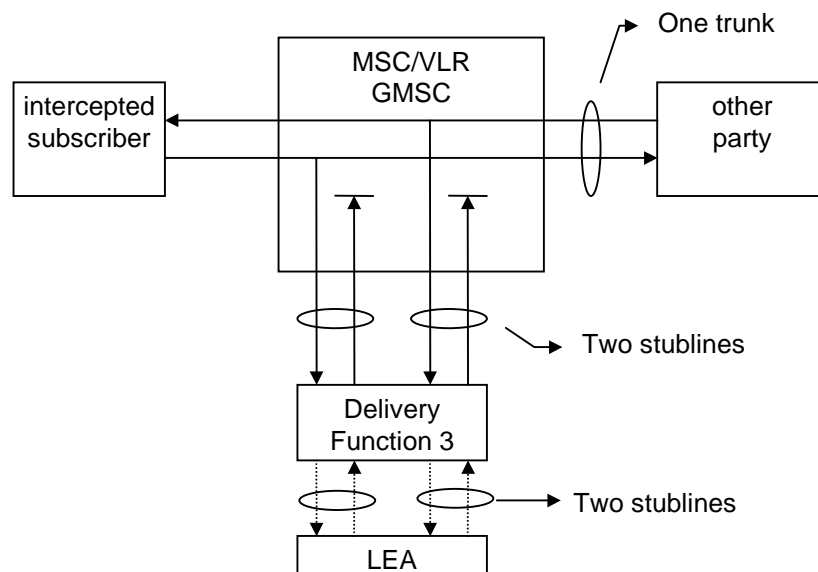 One trunk
MSC/VLR
GMSC
intercepted
subscriber
other
party
Two stublines
Delivery
Function 3
Two stublines
LEA